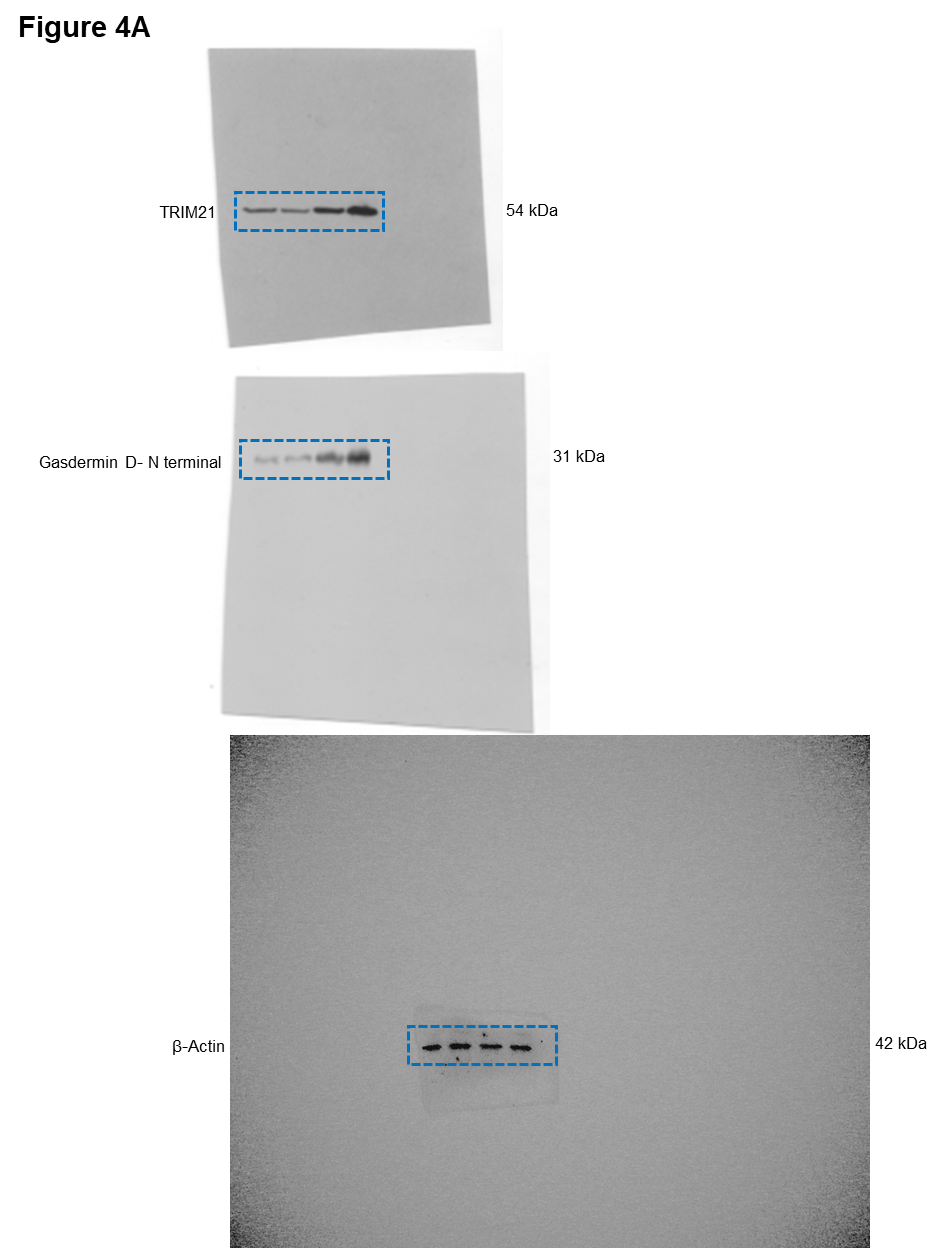 Figure 4A
TRIM21
54 kDa
Gasdermin D- N terminal
31 kDa
β-Actin
42 kDa